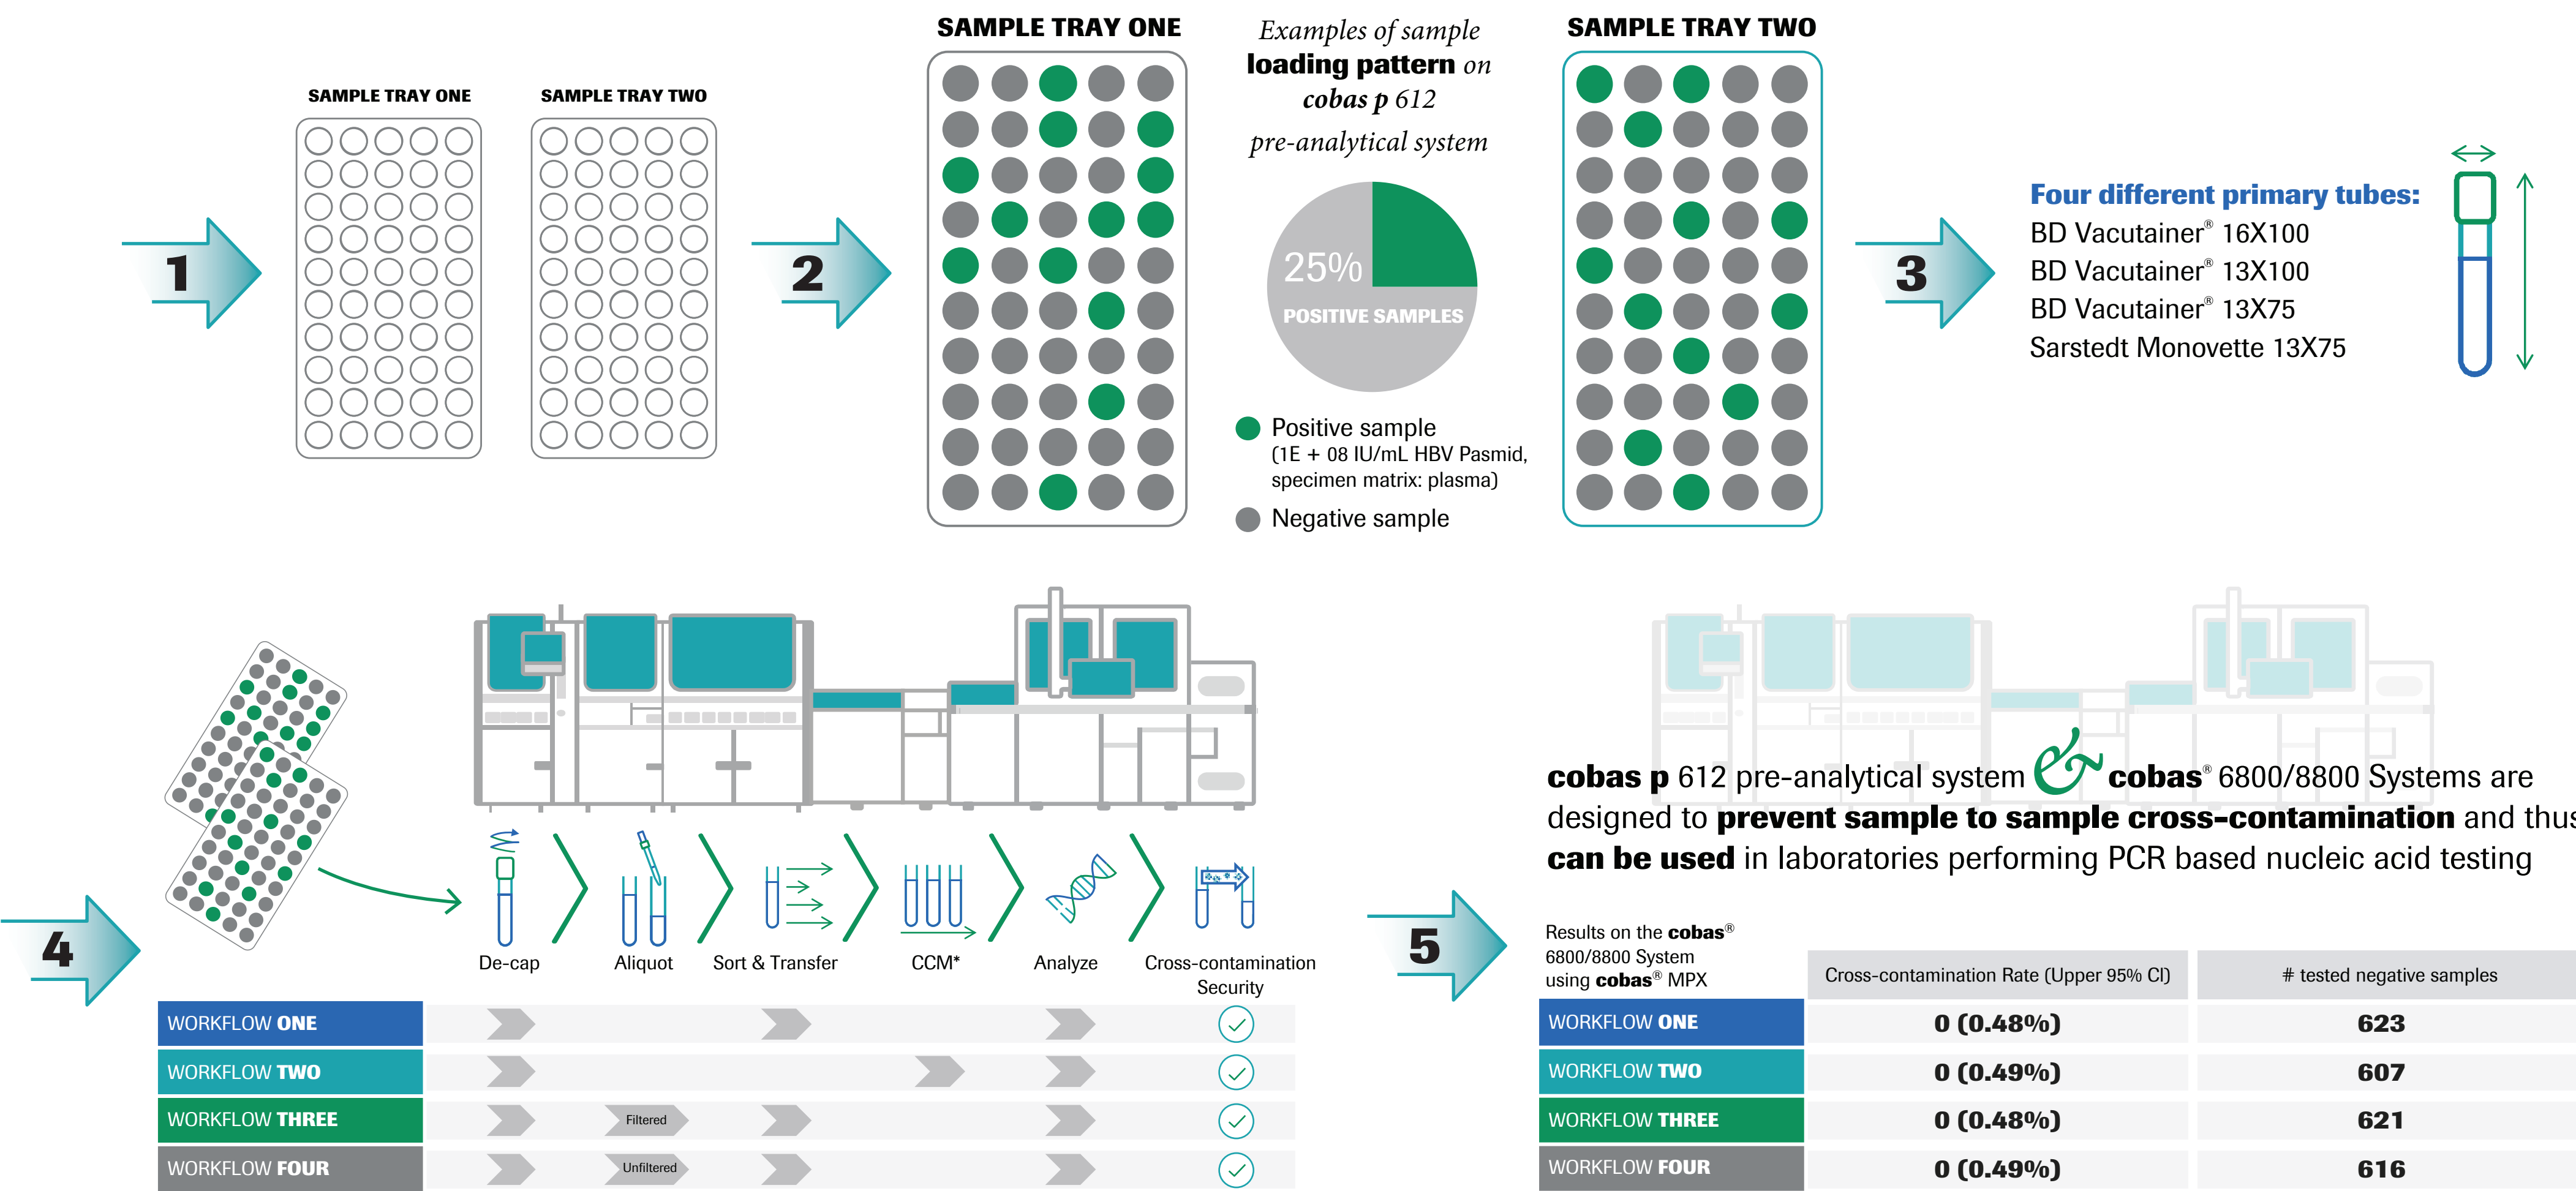 1
SAMPLE TRAY ONE
SAMPLE TRAY TWO
2
SAMPLE TRAY ONE
Examples of sample
loading pattern on
cobas p 612
pre-analytical system
25%
POSITIVE SAMPLES
Positive sample
(1E + 08 IU/mL HBV Pasmid,
specimen matrix: plasma)
Negative sample
SAMPLE TRAY TWO
3
Four different primary tubes:
BD Vacutainer® 16X100
BD Vacutainer® 13X100
BD Vacutainer® 13X75
Sarstedt Monovette 13X75
4
De-cap
Aliquot
Sort & Transfer
CCM*
Analyze
Cross-contamination
Security
WORKFLOW ONE
WORKFLOW TWO
WORKFLOW THREE
Filtered
WORKFLOW FOUR
Unfiltered
5
cobas p 612 pre-analytical system & cobas® 6800/8800 Systems are
designed to prevent sample to sample cross-contamination and thus
can be used in laboratories performing PCR based nucleic acid testing
Results on the cobas®
6800/8800 System
using cobas® MPX
Cross-contamination Rate (Upper 95% CI)
# tested negative samples
WORKFLOW ONE
0 (0.48%)
623
WORKFLOW TWO
0 (0.49%)
607
WORKFLOW THREE
0 (0.48%)
621
WORKFLOW FOUR
0 (0.49%)
616